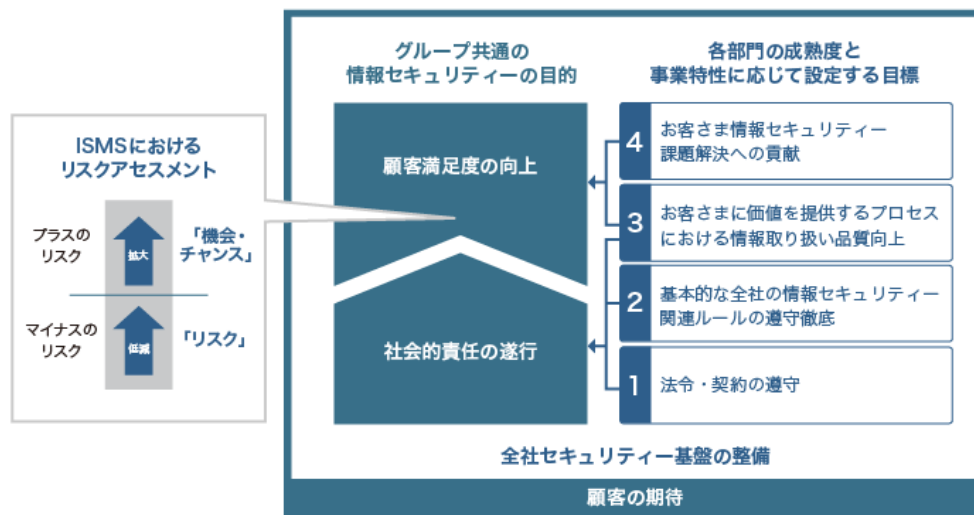 ISMSにおける
リスクアセスメント
プラスの
リスク
拡大
「機会・
チャンス」
マイナスの
リスク
低減
「リスク」
グループ共通の
情報セキュリティーの目的
顧客満足度の向上
社会的責任の遂行
各部門の成熟度と
事業特性に応じて設定する目標
4
お客さま情報セキュリティー
課題解決への貢献
3
お客さまに価値を提供するプロセス
における情報取り扱い品質向上
2
基本的な全社の情報セキュリティー
関連ルールの遵守徹底
1
法令・契約の遵守
全社セキュリティー基盤の整備
顧客の期待